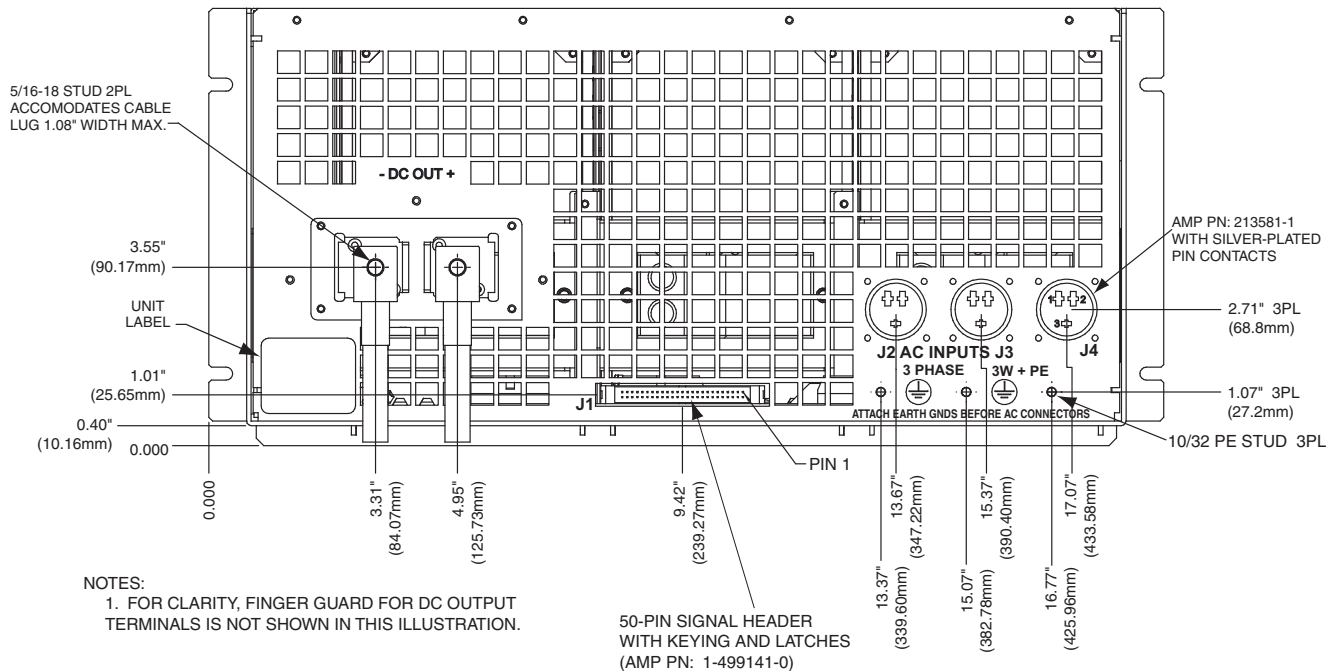 5/16-18 STUD 2PL
ACCOMODATES CABLE
LUG 1.08" WIDTH MAX.
- DC OUT +
3.55"
(90.17mm)
UNIT
LABEL
1.01"
(25.65mm)
0.40"
(10.16mm)
0.000
0.000
3.31"
(84.07mm)
4.95"
(125.73mm)
9.42"
(239.27mm)
J1
PIN 1
AMP PN: 213581-1
WITH SILVER-PLATED
PIN CONTACTS
1 2
3
2.71" 3PL
(68.8mm)
J2 AC INPUTS J3
J4
3 PHASE
3W + PE
1.07" 3PL
(27.2mm)
ATTACH EARTH GNDS BEFORE AC CONNECTORS
10/32 PE STUD 3PL
13.67"
(347.22mm)
15.37"
(390.40mm)
17.07"
(433.58mm)
13.37"
(339.60mm)
15.07"
(382.78mm)
16.77"
(425.96mm)
NOTES:
1. FOR CLARITY, FINGER GUARD FOR DC OUTPUT
TERMINALS IS NOT SHOWN IN THIS ILLUSTRATION.
50-PIN SIGNAL HEADER
WITH KEYING AND LATCHES
(AMP PN: 1-499141-0)